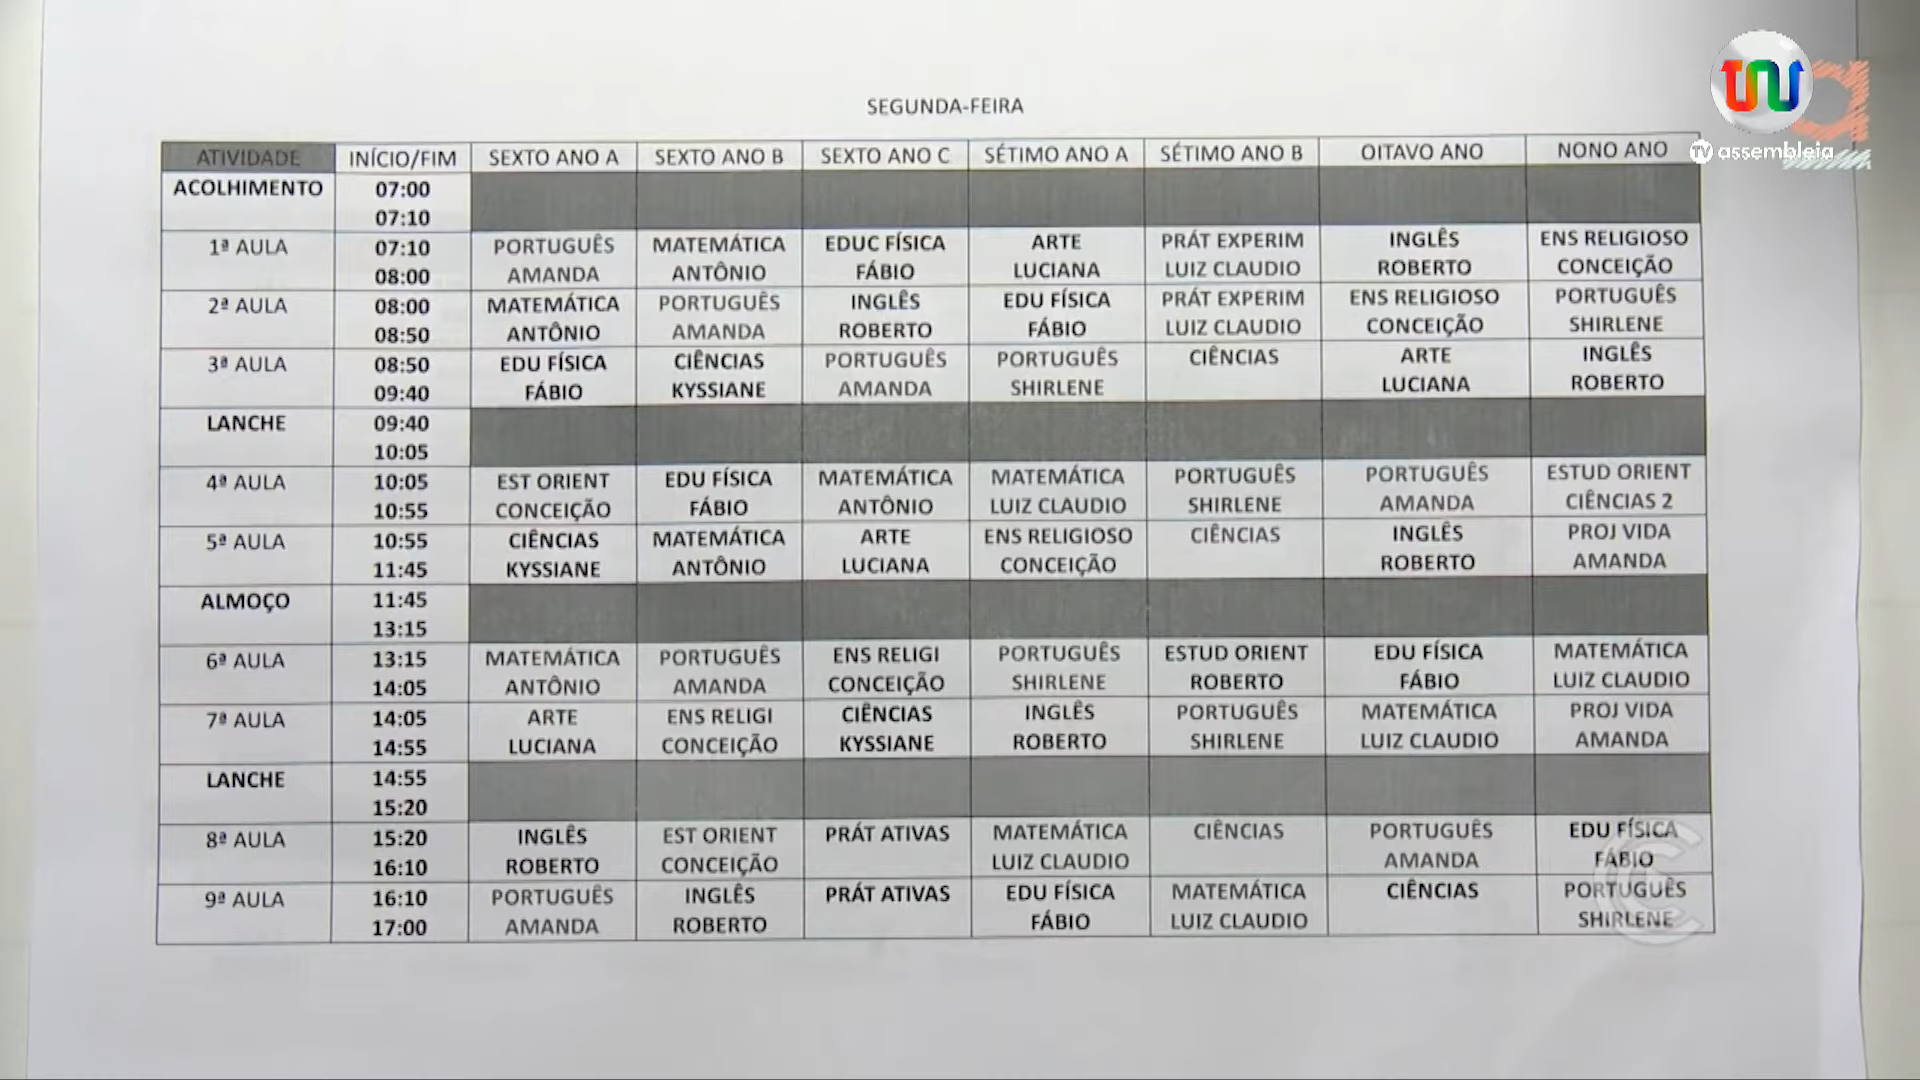 SEGUNDA-FEIRA
ATIVIDADE INÍCIO/FIM SEXTO ANO A SEXTO ANO B SEXTO ANO C SÉTIMO ANO A SÉTIMO ANO B OITAVO ANO NONO ANO
ACOLHIMENTO 07:00
07:10
1ª AULA 07:10 PORTUGUÊS MATEMÁTICA EDUC FÍSICA ARTE PRÁT EXPERIM INGLÊS ENS RELIGIOSO
08:00 AMANDA ANTÔNIO FÁBIO LUCIANA LUIZ CLAUDIO ROBERTO CONCEIÇÃO
2ª AULA 08:00 MATEMÁTICA PORTUGUÊS INGLÊS EDU FÍSICA PRÁT EXPERIM ENS RELIGIOSO PORTUGUÊS
08:50 ANTÔNIO AMANDA ROBERTO FÁBIO LUIZ CLAUDIO CONCEIÇÃO SHIRLENE
3ª AULA 08:50 EDU FÍSICA CIÊNCIAS PORTUGUÊS PORTUGUÊS CIÊNCIAS ARTE INGLÊS
09:40 FÁBIO KYSSIANE AMANDA SHIRLENE LUCIANA ROBERTO
LANCHE 09:40
10:05
4ª AULA 10:05 EST ORIENT EDU FÍSICA MATEMÁTICA MATEMÁTICA PORTUGUÊS PORTUGUÊS ESTUD ORIENT
10:55 CONCEIÇÃO FÁBIO ANTÔNIO LUIZ CLAUDIO SHIRLENE AMANDA CIÊNCIAS 2
5ª AULA 10:55 CIÊNCIAS MATEMÁTICA ARTE ENS RELIGIOSO CIÊNCIAS INGLÊS PROJ VIDA
11:45 KYSSIANE ANTÔNIO LUCIANA CONCEIÇÃO ROBERTO AMANDA
ALMOÇO 11:45
13:15
6ª AULA 13:15 MATEMÁTICA PORTUGUÊS ENS RELIGI PORTUGUÊS ESTUD ORIENT EDU FÍSICA MATEMÁTICA
14:05 ANTÔNIO AMANDA CONCEIÇÃO SHIRLENE ROBERTO FÁBIO LUIZ CLAUDIO
7ª AULA 14:05 ARTE ENS RELIGI CIÊNCIAS INGLÊS PORTUGUÊS MATEMÁTICA PROJ VIDA
14:55 LUCIANA CONCEIÇÃO KYSSIANE ROBERTO SHIRLENE LUIZ CLAUDIO AMANDA
LANCHE 14:55
15:20
8ª AULA 15:20 INGLÊS EST ORIENT PRÁT ATIVAS MATEMÁTICA CIÊNCIAS PORTUGUÊS EDU FÍSICA
16:10 ROBERTO CONCEIÇÃO LUIZ CLAUDIO AMANDA FÁBIO
9ª AULA 16:10 PORTUGUÊS INGLÊS PRÁT ATIVAS EDU FÍSICA MATEMÁTICA CIÊNCIAS PORTUGUÊS
17:00 AMANDA ROBERTO FÁBIO LUIZ CLAUDIO SHIRLENE
TV assembleia